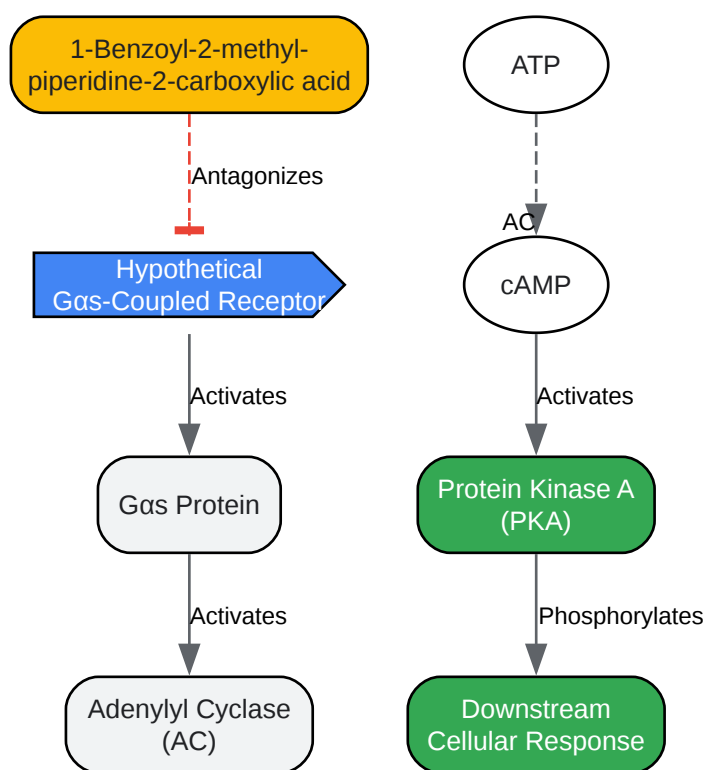 1-Benzoyl-2-methyl-
piperidine-2-carboxylic acid
Antagonizes
Hypothetical
Gαs-Coupled Receptor
Activates
Gαs Protein
Activates
Adenylyl Cyclase
(AC)
ATP
AC
cAMP
Activates
Protein Kinase A
(PKA)
Phosphorylates
Downstream
Cellular Response